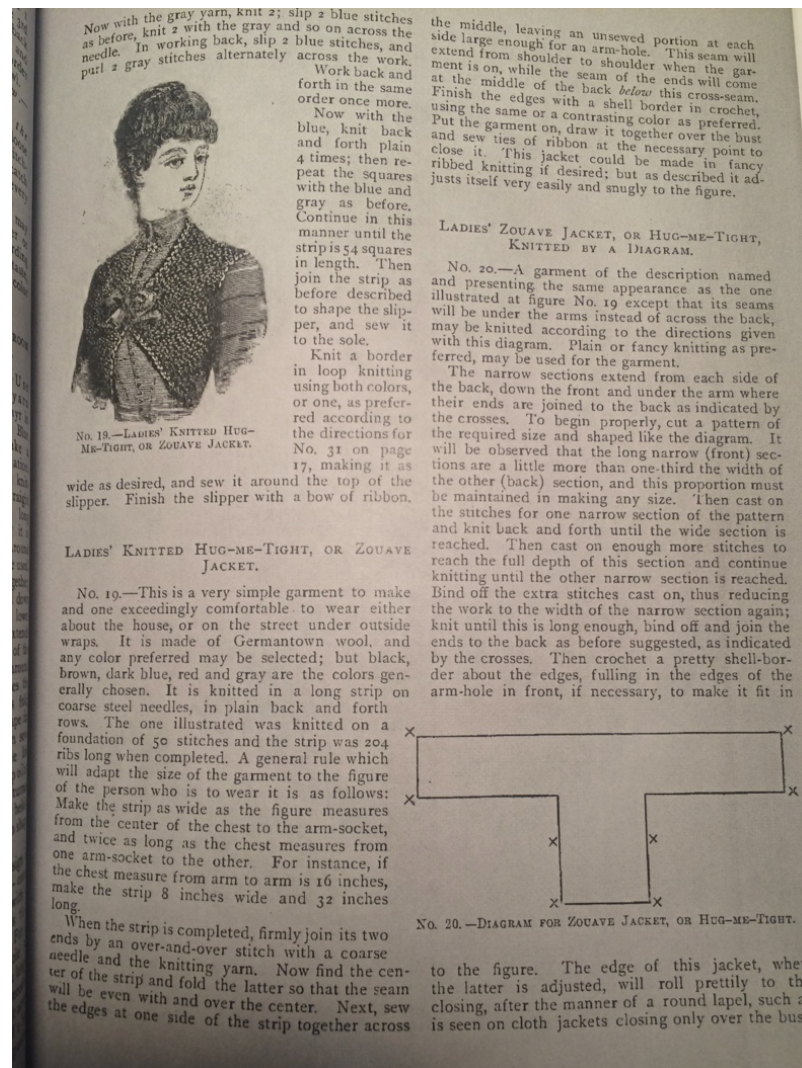 Now with the gray yarn, knit 2; slip 2 blue stitches
as before, knit 2 with the gray and so on across the
needle. In working back, slip 2 blue stitches, and
purl 2 gray stitches alternately across the work.
Work back and
forth in the same
order once more.
Now with the
blue, knit back
and forth plain
4 times; then re-
peat the squares
with the blue and
gray as before.
Continue in this
manner until the
strip is 54 squares
in length. Then
join the strip as
before described
to shape the slip-
per, and sew it
to the sole.
Knit a border
in loop knitting
using both colors,
or one, as prefer-
red according to
the directions for
No. 31 on page
17, making it as
No. 19.—Ladies' Knitted Hug-
Me-Tight, or Zouave Jacket.
wide as desired, and sew it around the top of the
slipper. Finish the slipper with a bow of ribbon.
Ladies' Knitted Hug-me-Tight, or Zouave
Jacket.
No. 19.—This is a very simple garment to make
and one exceedingly comfortable to wear either
about the house, or on the street under outside
wraps. It is made of Germantown wool, and
any color preferred may be selected; but black,
brown, dark blue, red and gray are the colors gen-
erally chosen. It is knitted in a long strip on
coarse steel needles, in plain back and forth
rows. The one illustrated was knitted on a
foundation of 50 stitches and the strip was 204
ribs long when completed. A general rule which
will adapt the size of the garment to the figure
of the person who is to wear it is as follows:
Make the strip as wide as the figure measures
from the center of the chest to the arm-socket,
and twice as long as the chest measures from
one arm-socket to the other. For instance, if
the chest measure from arm to arm is 16 inches,
make the strip 8 inches wide and 32 inches
long.
When the strip is completed, firmly join its two
ends by an over-and-over stitch with a coarse
needle and the knitting yarn. Now find the cen-
ter of the strip and fold the latter so that the seam
will be even with and over the center. Next, sew
the edges at one side of the strip together across
the middle, leaving an unsewed portion at each
side large enough for an arm-hole. This seam will
extend from shoulder to shoulder when the gar-
ment is on, while the seam of the ends will come
at the middle of the back below this cross-seam.
Finish the edges with a shell border in crochet,
using the same or a contrasting color as preferred.
Put the garment on, draw it together over the bust
and sew ties of ribbon at the necessary point to
close it. This jacket could be made in fancy
ribbed knitting if desired; but as described it ad-
justs itself very easily and snugly to the figure.
Ladies' Zouave Jacket, or Hug-me-Tight,
Knitted by a Diagram.
No. 20.—A garment of the description named
and presenting the same appearance as the one
illustrated at figure No. 19 except that its seams
will be under the arms instead of across the back,
may be knitted according to the directions given
with this diagram. Plain or fancy knitting as pre-
ferred, may be used for the garment.
The narrow sections extend from each side of
the back, down the front and under the arm where
their ends are joined to the back as indicated by
the crosses. To begin properly, cut a pattern of
the required size and shaped like the diagram. It
will be observed that the long narrow (front) sec-
tions are a little more than one-third the width of
the other (back) section, and this proportion must
be maintained in making any size. Then cast on
the stitches for one narrow section of the pattern
and knit back and forth until the wide section is
reached. Then cast on enough more stitches to
reach the full depth of this section and continue
knitting until the other narrow section is reached.
Bind off the extra stitches cast on, thus reducing
the work to the width of the narrow section again;
knit until this is long enough, bind off and join the
ends to the back as before suggested, as indicated
by the crosses. Then crochet a pretty shell-bor-
der about the edges, fulling in the edges of the
arm-hole in front, if necessary, to make it fit in
No. 20.—Diagram for Zouave Jacket, or Hug-me-Tight.
to the figure. The edge of this jacket, whe
the latter is adjusted, will roll prettily to th
closing, after the manner of a round lapel, such a
is seen on cloth jackets closing only over the bus